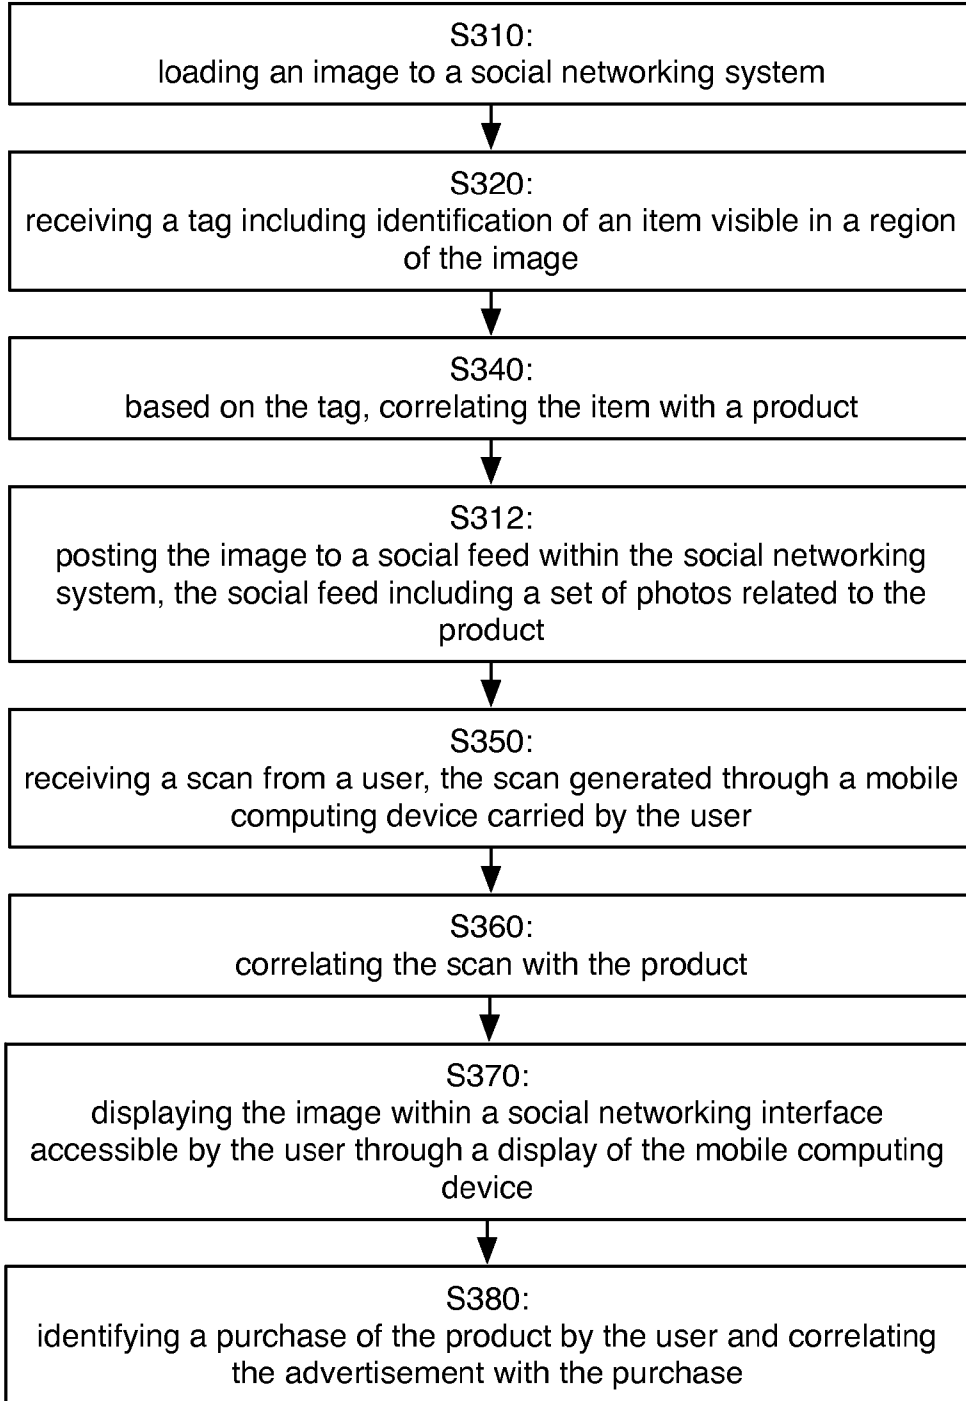 S310:
loading an image to a social networking system
S320:
receiving a tag including identification of an item visible in a region
of the image
S340:
based on the tag, correlating the item with a product
S312:
posting the image to a social feed within the social networking
system, the social feed including a set of photos related to the
product
S350:
receiving a scan from a user, the scan generated through a mobile
computing device carried by the user
S360:
correlating the scan with the product
S370:
displaying the image within a social networking interface
accessible by the user through a display of the mobile computing
device
S380:
identifying a purchase of the product by the user and correlating
the advertisement with the purchase